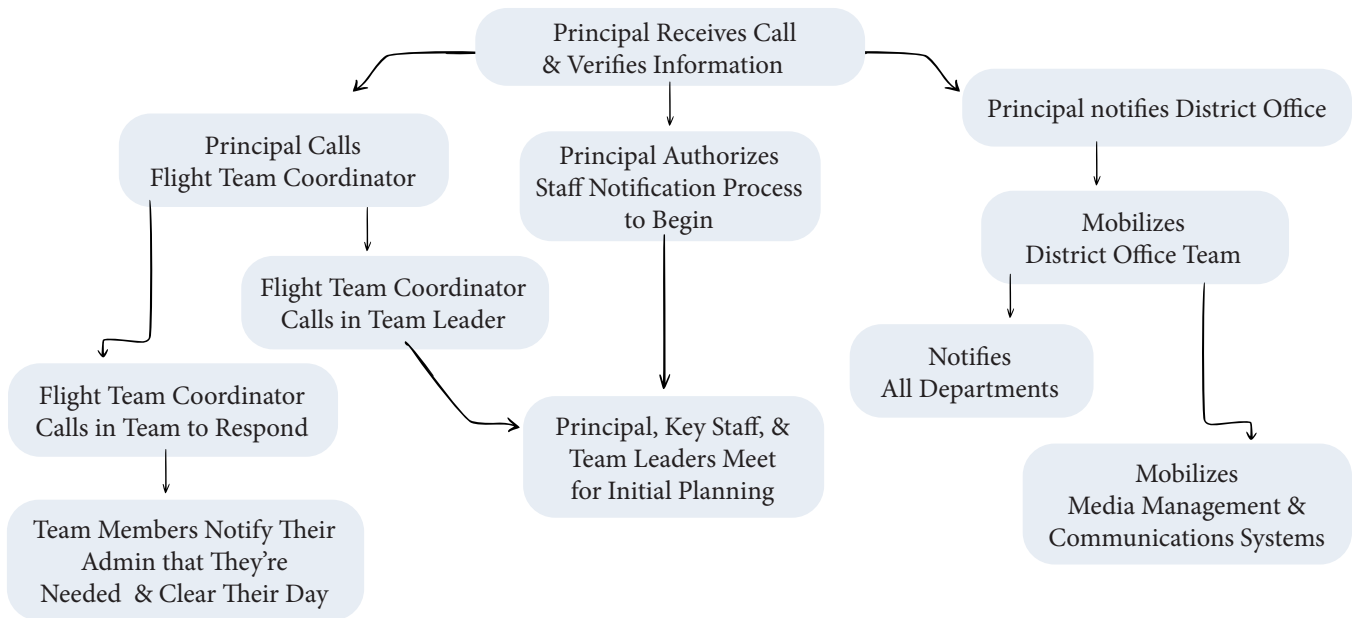 Principal Receives Call
& Verifies Information
Principal notifies District Office
Principal Calls
Flight Team Coordinator
Principal Authorizes
Staff Notification Process
to Begin
Mobilizes
District Office Team
Flight Team Coordinator
Calls in Team Leader
Notifies
All Departments
Flight Team Coordinator
Calls in Team to Respond
Principal, Key Staff, &
Team Leaders Meet
for Initial Planning
Mobilizes
Media Management &
Communications Systems
Team Members Notify Their
Admin that They’re
Needed & Clear Their Day